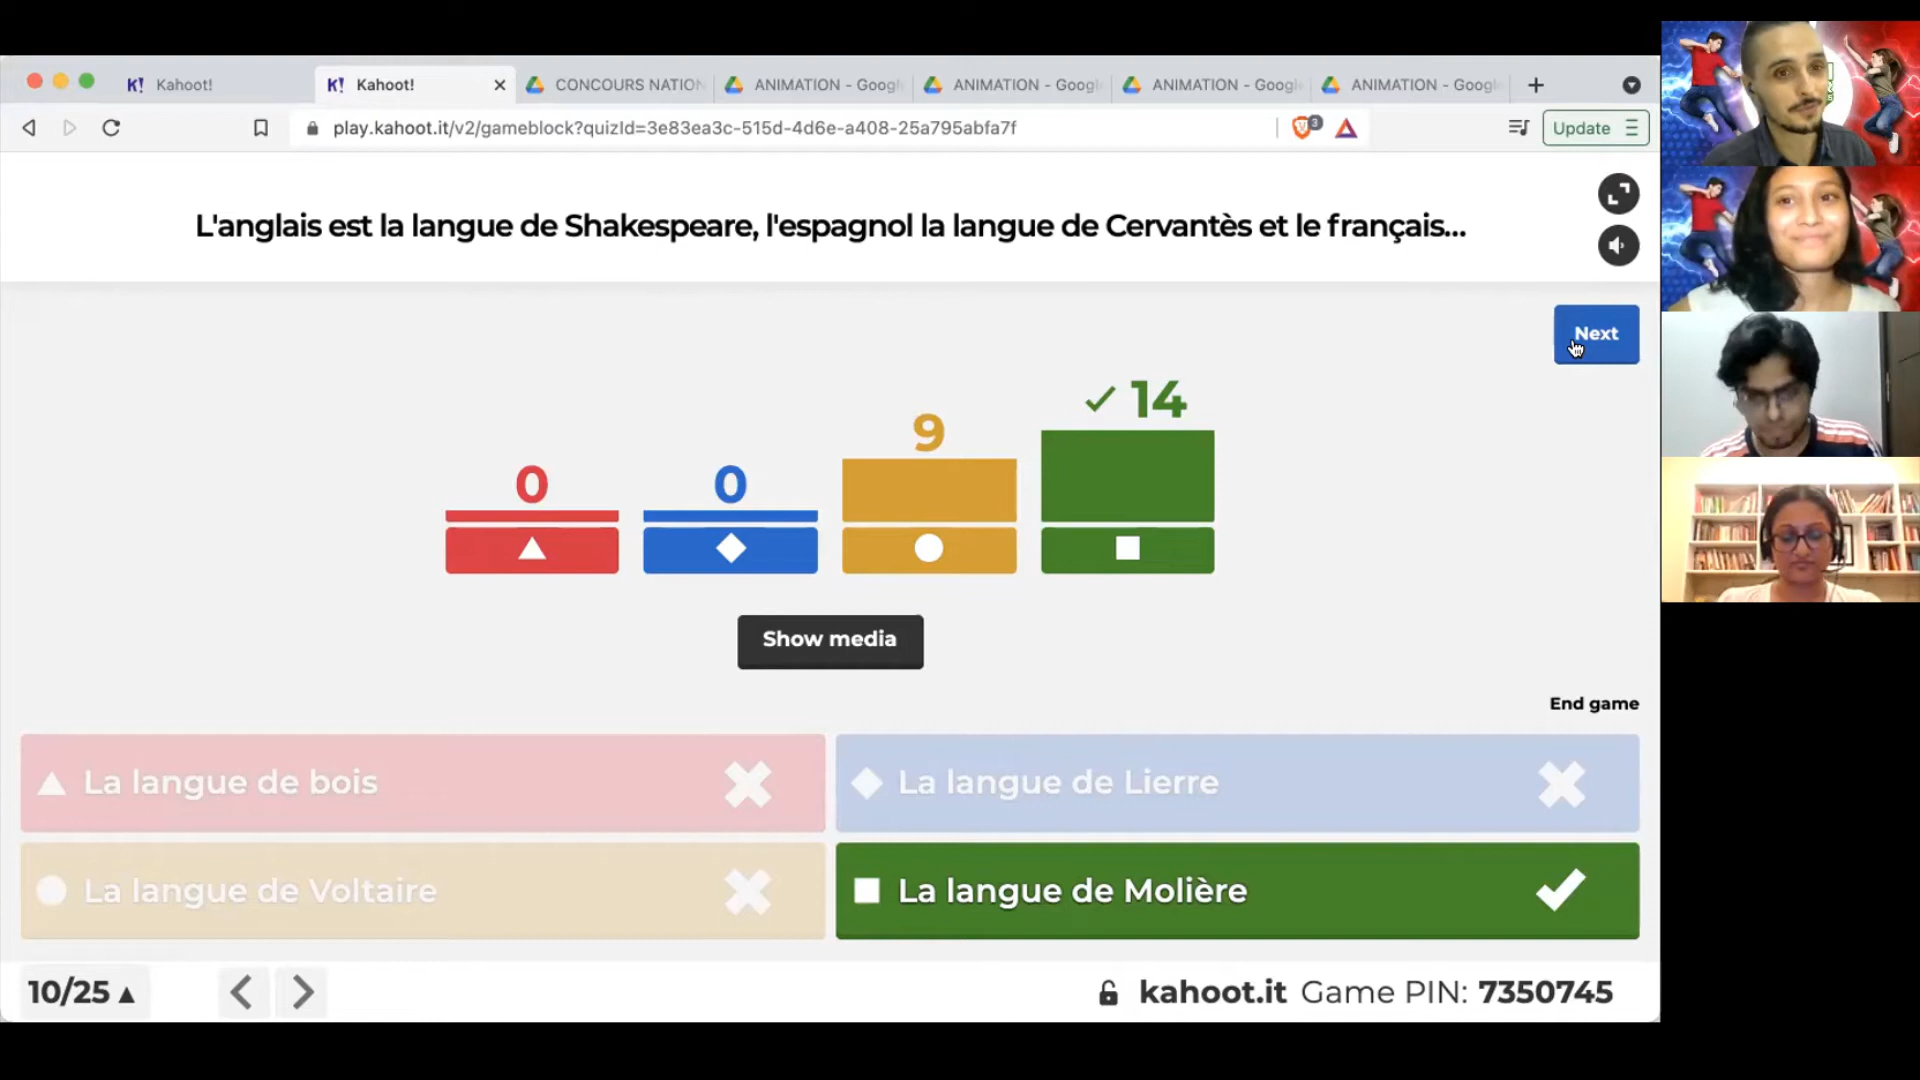 K! Kahoot!
K! Kahoot!
CONCOURS NATION
ANIMATION - Googl
ANIMATION - Googl
ANIMATION - Googl
ANIMATION - Googl
play.kahoot.it/v2/gameblock?quizId=3e83ea3c-515d-4d6e-a408-25a795abfa7f
3
Update
L'anglais est la langue de Shakespeare, l'espagnol la langue de Cervantès et le français...
Next
0
0
9
14
Show media
End game
La langue de bois
La langue de Lierre
La langue de Voltaire
La langue de Molière
10/25
kahoot.it Game PIN: 7350745